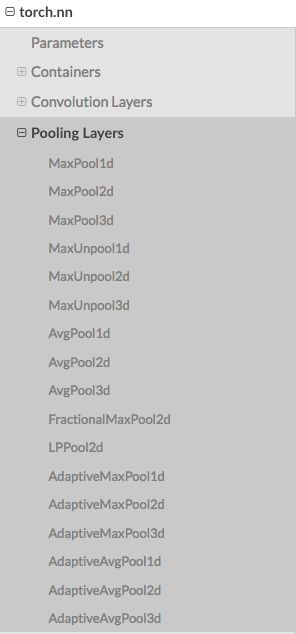 torch.nn
Parameters
Containers
Convolution Layers
Pooling Layers
MaxPool1d
MaxPool2d
MaxPool3d
MaxUnpool1d
MaxUnpool2d
MaxUnpool3d
AvgPool1d
AvgPool2d
AvgPool3d
FractionalMaxPool2d
LPPool2d
AdaptiveMaxPool1d
AdaptiveMaxPool2d
AdaptiveMaxPool3d
AdaptiveAvgPool1d
AdaptiveAvgPool2d
AdaptiveAvgPool3d